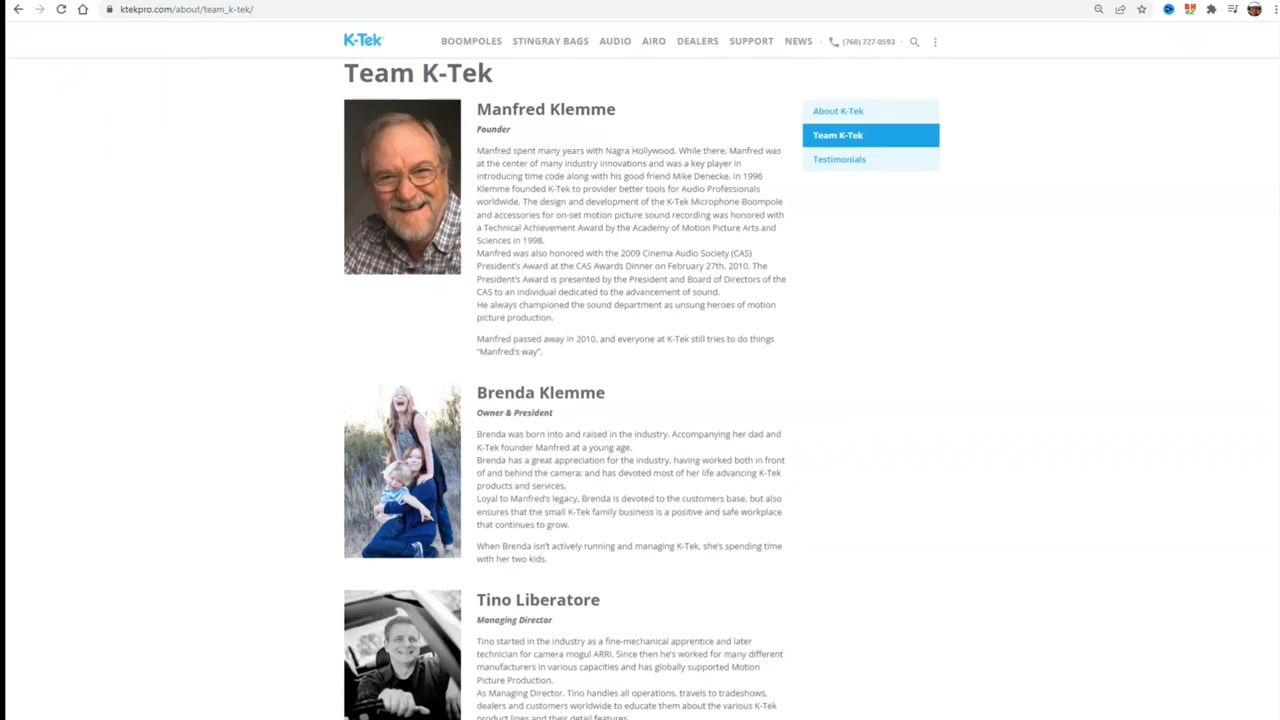 ktekpro.com/about/team_k-tek/
K-Tek
BOOMPOLES STINGRAY BAGS AUDIO AIRO DEALERS SUPPORT NEWS · (760) 727-0593 ·
Team K-Tek
Manfred Klemme
Founder
Manfred spent many years with Nagra Hollywood. While there, Manfred was
at the center of many industry innovations and was a key player in
introducing time code along with his good friend Mike Denecke. In 1996
Klemme founded K-Tek to provider better tools for Audio Professionals
worldwide. The design and development of the K-Tek Microphone Boompole
and accessories for on-set motion picture sound recording was honored with
a Technical Achievement Award by the Academy of Motion Picture Arts and
Sciences in 1998.
Manfred was also honored with the 2009 Cinema Audio Society (CAS)
President's Award at the CAS Awards Dinner on February 27th, 2010. The
President's Award is presented by the President and Board of Directors of the
CAS to an individual dedicated to the advancement of sound.
He always championed the sound department as unsung heroes of motion
picture production.
Manfred passed away in 2010, and everyone at K-Tek still tries to do things
"Manfred's way".
About K-Tek
Team K-Tek
Testimonials
Brenda Klemme
Owner & President
Brenda was born into and raised in the industry. Accompanying her dad and
K-Tek founder Manfred at a young age.
Brenda has a great appreciation for the industry, having worked both in front
of and behind the camera; and has devoted most of her life advancing K-Tek
products and services.
Loyal to Manfred's legacy, Brenda is devoted to the customers base, but also
ensures that the small K-Tek family business is a positive and safe workplace
that continues to grow.
When Brenda isn't actively running and managing K-Tek, she's spending time
with her two kids.
Tino Liberatore
Managing Director
Tino started in the industry as a fine-mechanical apprentice and later
technician for camera mogul ARRI. Since then he's worked for many different
manufacturers in various capacities and has globally supported Motion
Picture Production.
As Managing Director, Tino handles all operations, travels to tradeshows,
dealers and customers worldwide to educate them about the various K-Tek
product lines and their detail features.